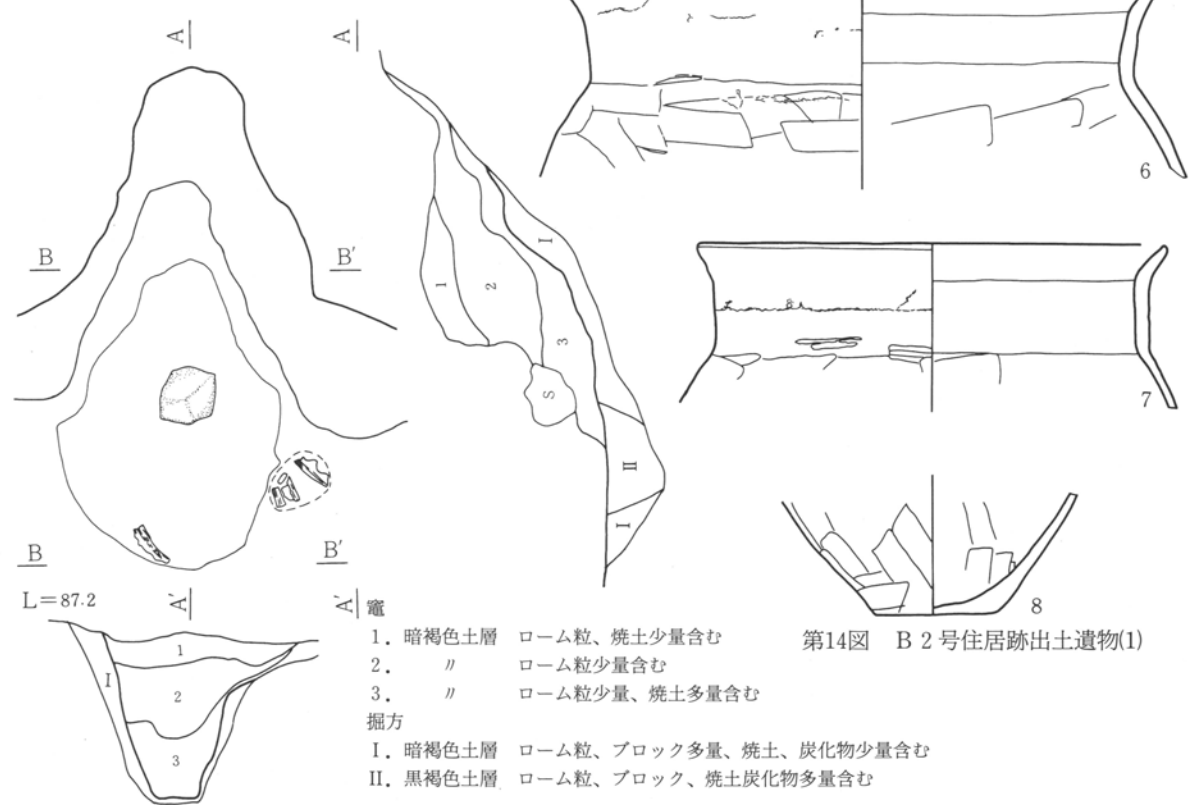 A
A
6
B
B′
I
1
2
3
S
7
II
I
B
B′
8
L＝87.2
A′
A′
竈
1．暗褐色土層　ローム粒、焼土少量含む
2．　〃　ローム粒少量含む
3．　〃　ローム粒少量、焼土多量含む
掘方
I．暗褐色土層　ローム粒、ブロック多量、焼土、炭化物少量含む
II．黒褐色土層　ローム粒、ブロック、焼土炭化物多量含む
第14図　B 2号住居跡出土遺物(1)
1
I
2
3